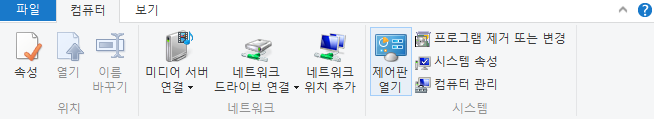 파일
컴퓨터
보기
속성
열기
이름
바꾸기
위치
미디어 서버
연결
네트워크
드라이브 연결
네트워크
위치 추가
네트워크
제어판
열기
프로그램 제거 또는 변경
시스템 속성
컴퓨터 관리
시스템